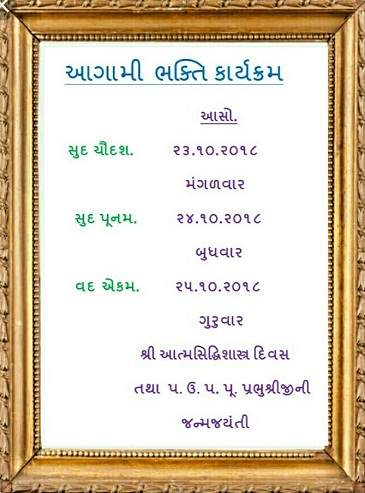 આગામી ભક્તિ કાર્યક્રમ
આસો.
સુદ ચૌદશ. ૨૩.૧૦.૨૦૧૮
મંગળવાર
સુદ પૂનમ. ૨૪.૧૦.૨૦૧૮
બુધવાર
વદ એકમ. ૨૫.૧૦.૨૦૧૮
ગુરુવાર
શ્રી આત્મસિદ્ધિશાસ્ત્ર દિવસ
તથા પ. ઉ. પ. પૂ. પ્રભુશ્રીજીની
જન્મજયંતી